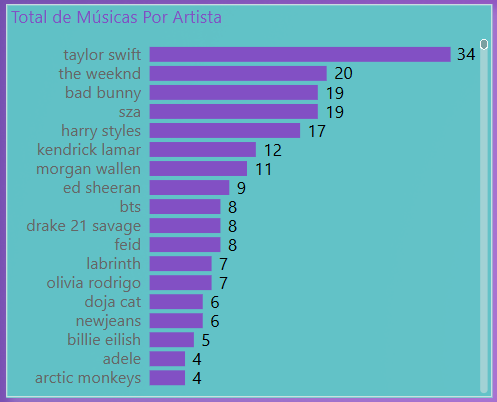 Total de Músicas Por Artista
taylor swift 34
the weeknd 20
bad bunny 19
sza 19
harry styles 17
kendrick lamar 12
morgan wallen 11
ed sheeran 9
bts 8
drake 21 savage 8
feid 8
labrinth 7
olivia rodrigo 7
doja cat 6
newjeans 6
billie eilish 5
adele 4
arctic monkeys 4